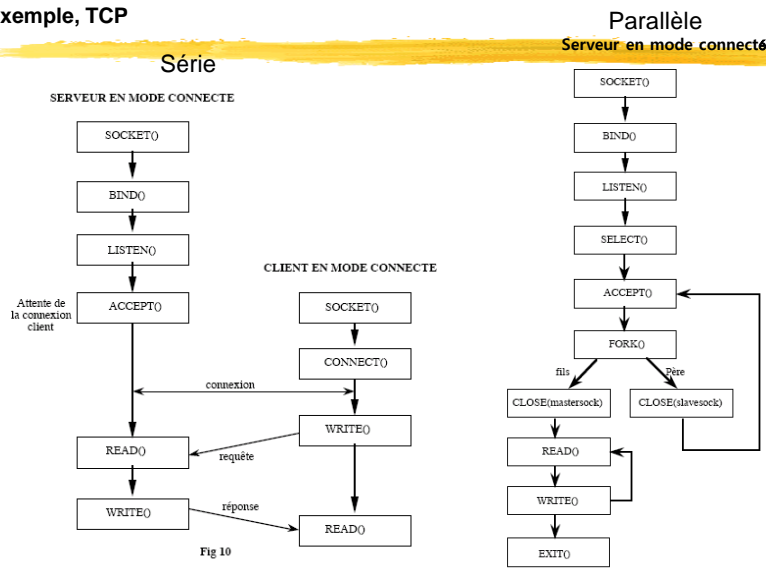 xemple, TCP
Série
SERVEUR EN MODE CONNECTE
SOCKET()
BIND()
LISTEN()
Attente de
la connexion
client
ACCEPT()
CLIENT EN MODE CONNECTE
SOCKET()
CONNECT()
connexion
WRITE()
READ()
requête
WRITE()
réponse
READ()
Fig 10
Parallèle
Serveur en mode connecté
SOCKET()
BIND()
LISTEN()
SELECT()
ACCEPT()
FORK()
fils
Père
CLOSE(mastersock)
CLOSE(slavesock)
READ()
WRITE()
EXIT()